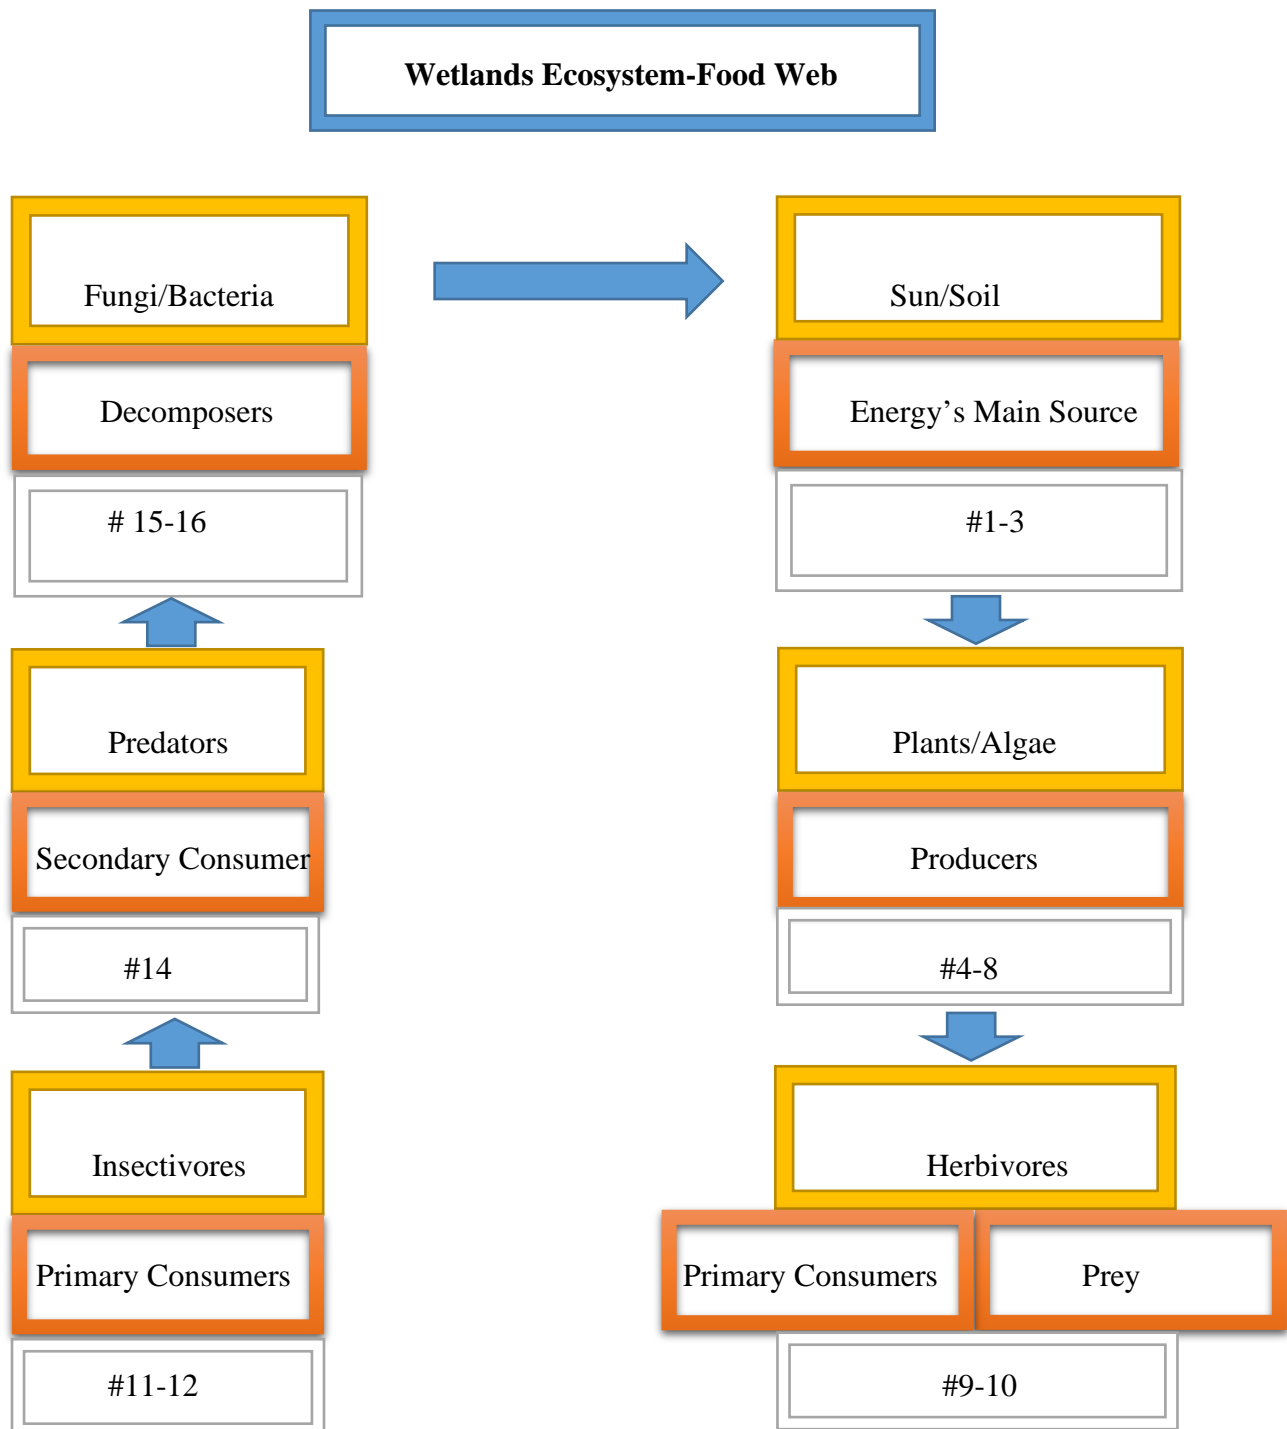 Wetlands Ecosystem-Food Web
Fungi/Bacteria
Decomposers
# 15-16
Sun/Soil
Energy’s Main Source
#1-3
Predators
Secondary Consumer
#14
Plants/Algae
Producers
#4-8
Insectivores
Primary Consumers
#11-12
Herbivores
Primary Consumers
Prey
#9-10